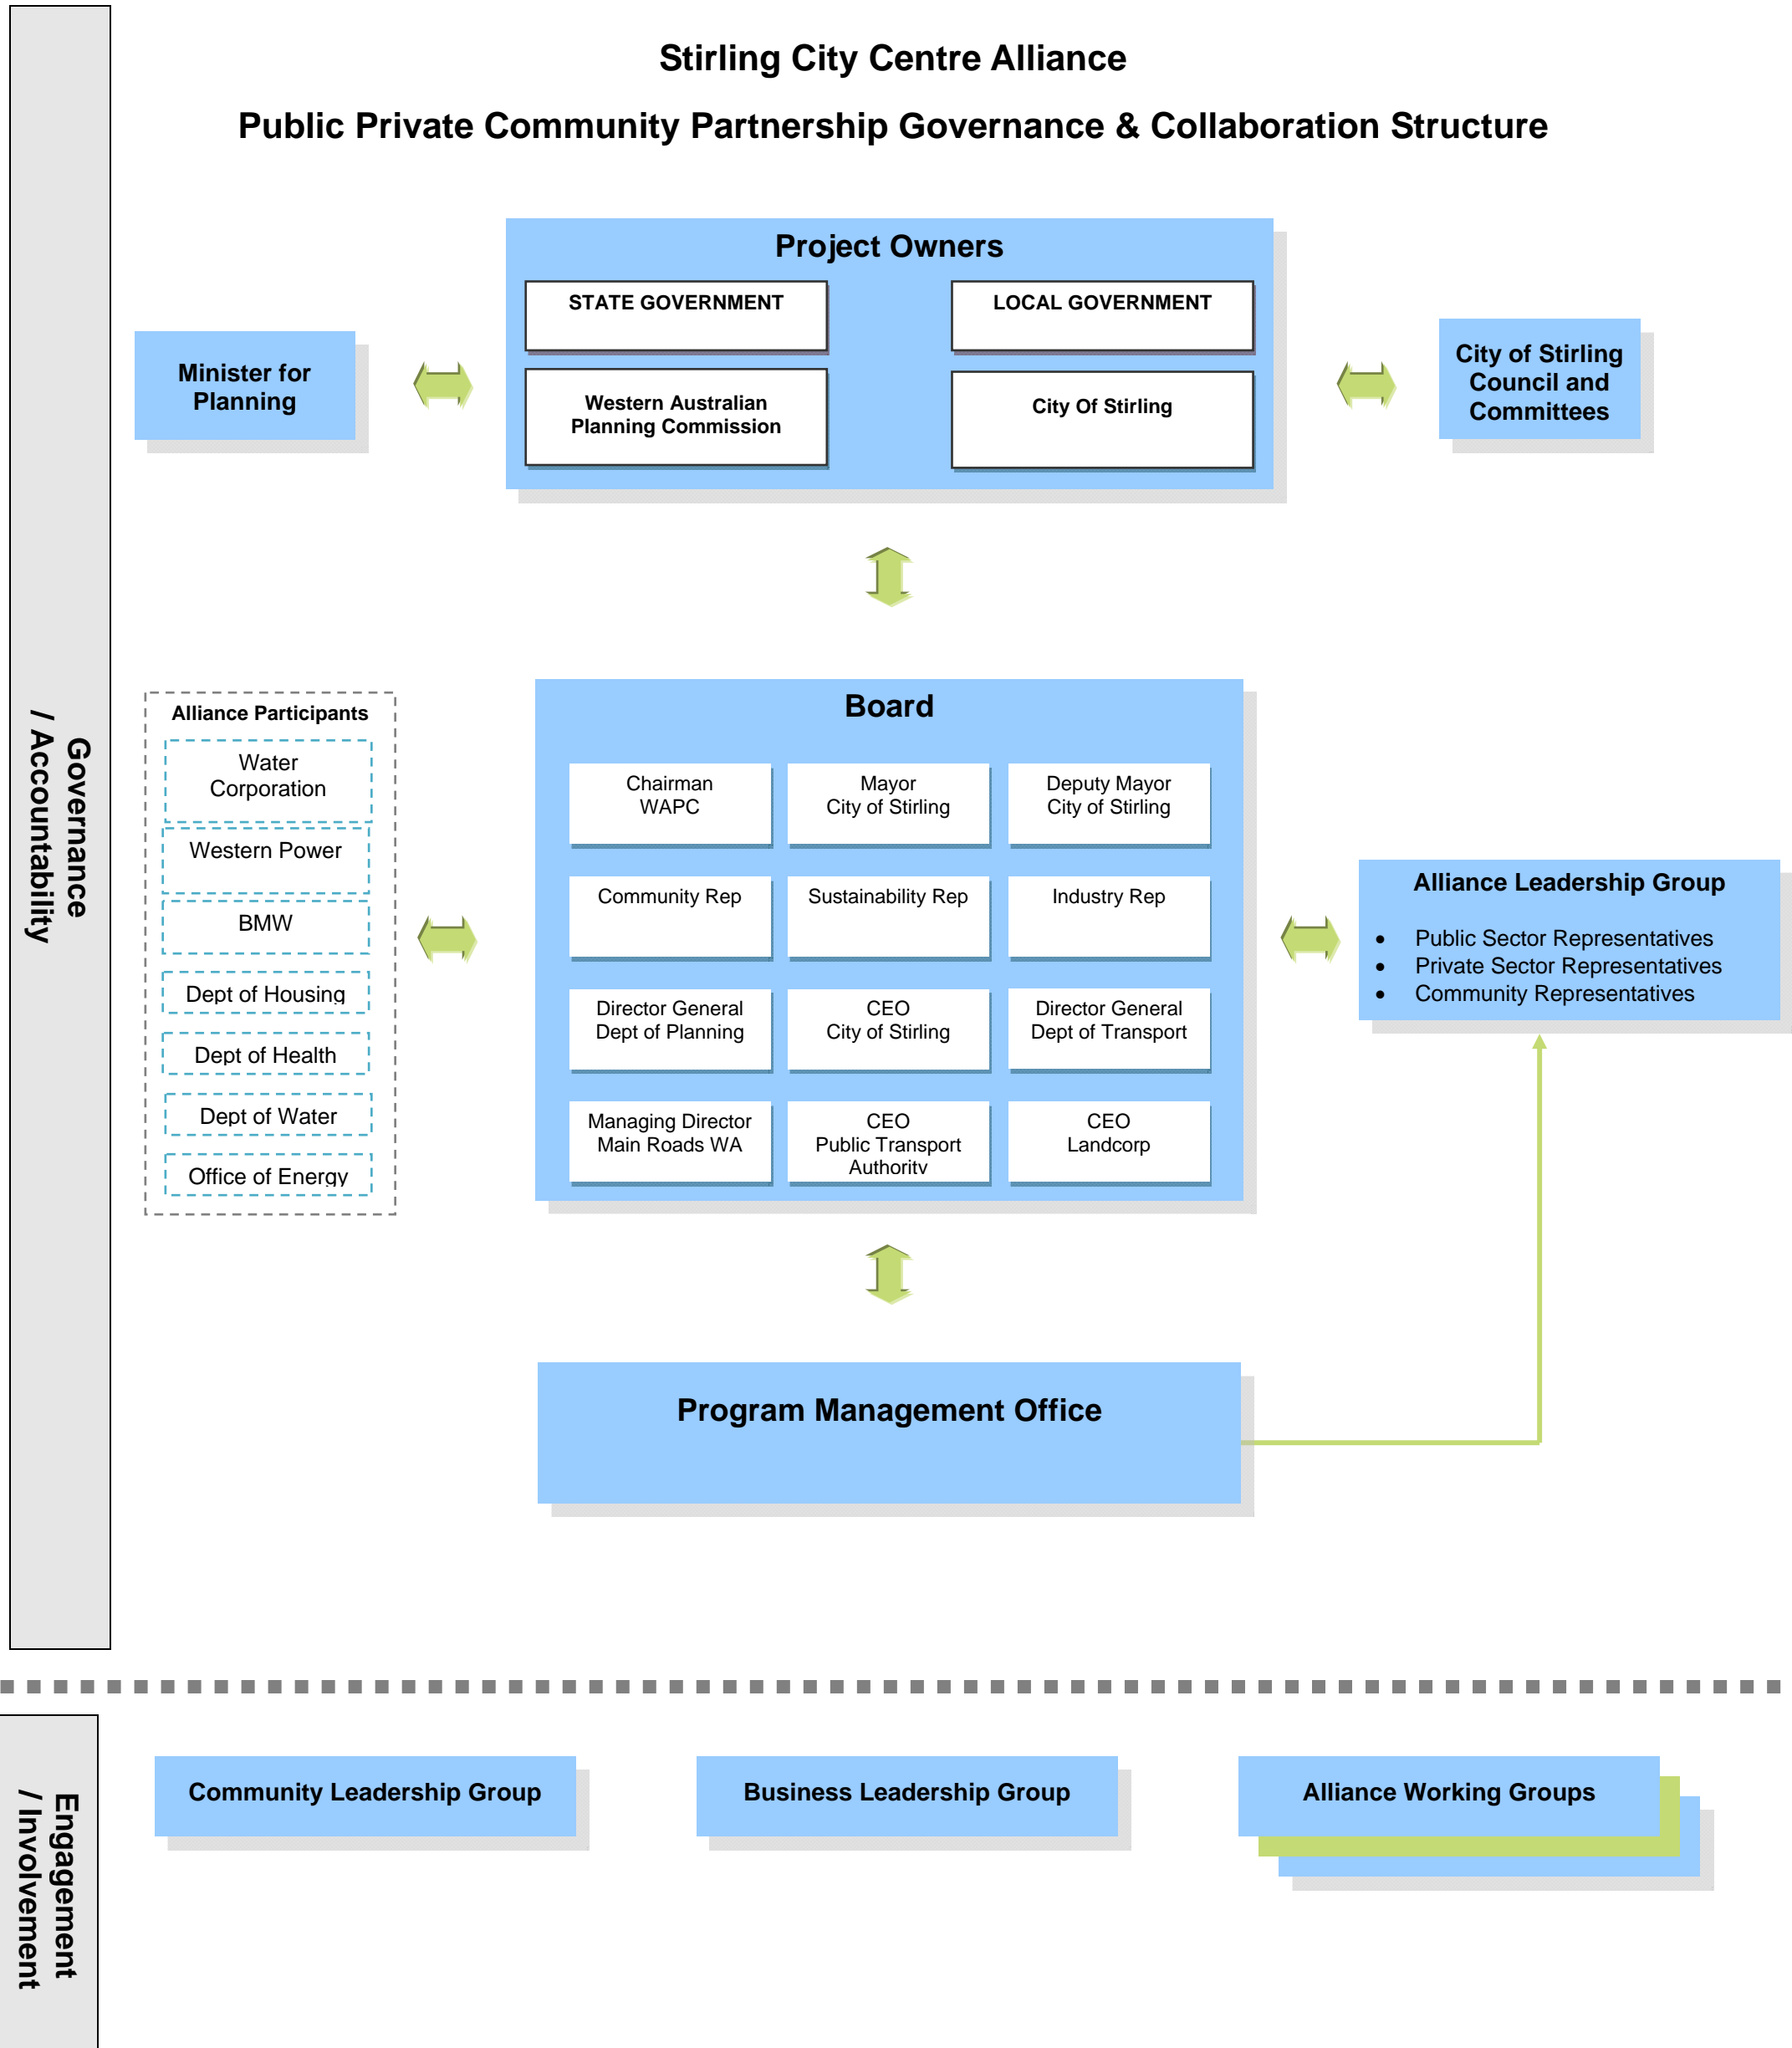 Stirling City Centre Alliance
Public Private Community Partnership Governance & Collaboration Structure
Governance
/ Accountability
Project Owners
STATE GOVERNMENT
LOCAL GOVERNMENT
Western Australian
Planning Commission
City Of Stirling
Minister for
Planning
City of Stirling
Council and
Committees
Alliance Participants
Water
Corporation
Western Power
BMW
Dept of Housing
Dept of Health
Dept of Water
Office of Energy
Board
Chairman
WAPC
Mayor
City of Stirling
Deputy Mayor
City of Stirling
Community Rep
Sustainability Rep
Industry Rep
Director General
Dept of Planning
CEO
City of Stirling
Director General
Dept of Transport
Managing Director
Main Roads WA
CEO
Public Transport
Authority
CEO
Landcorp
Alliance Leadership Group
• Public Sector Representatives
• Private Sector Representatives
• Community Representatives
Program Management Office
Engagement
/ Involvement
Community Leadership Group
Business Leadership Group
Alliance Working Groups